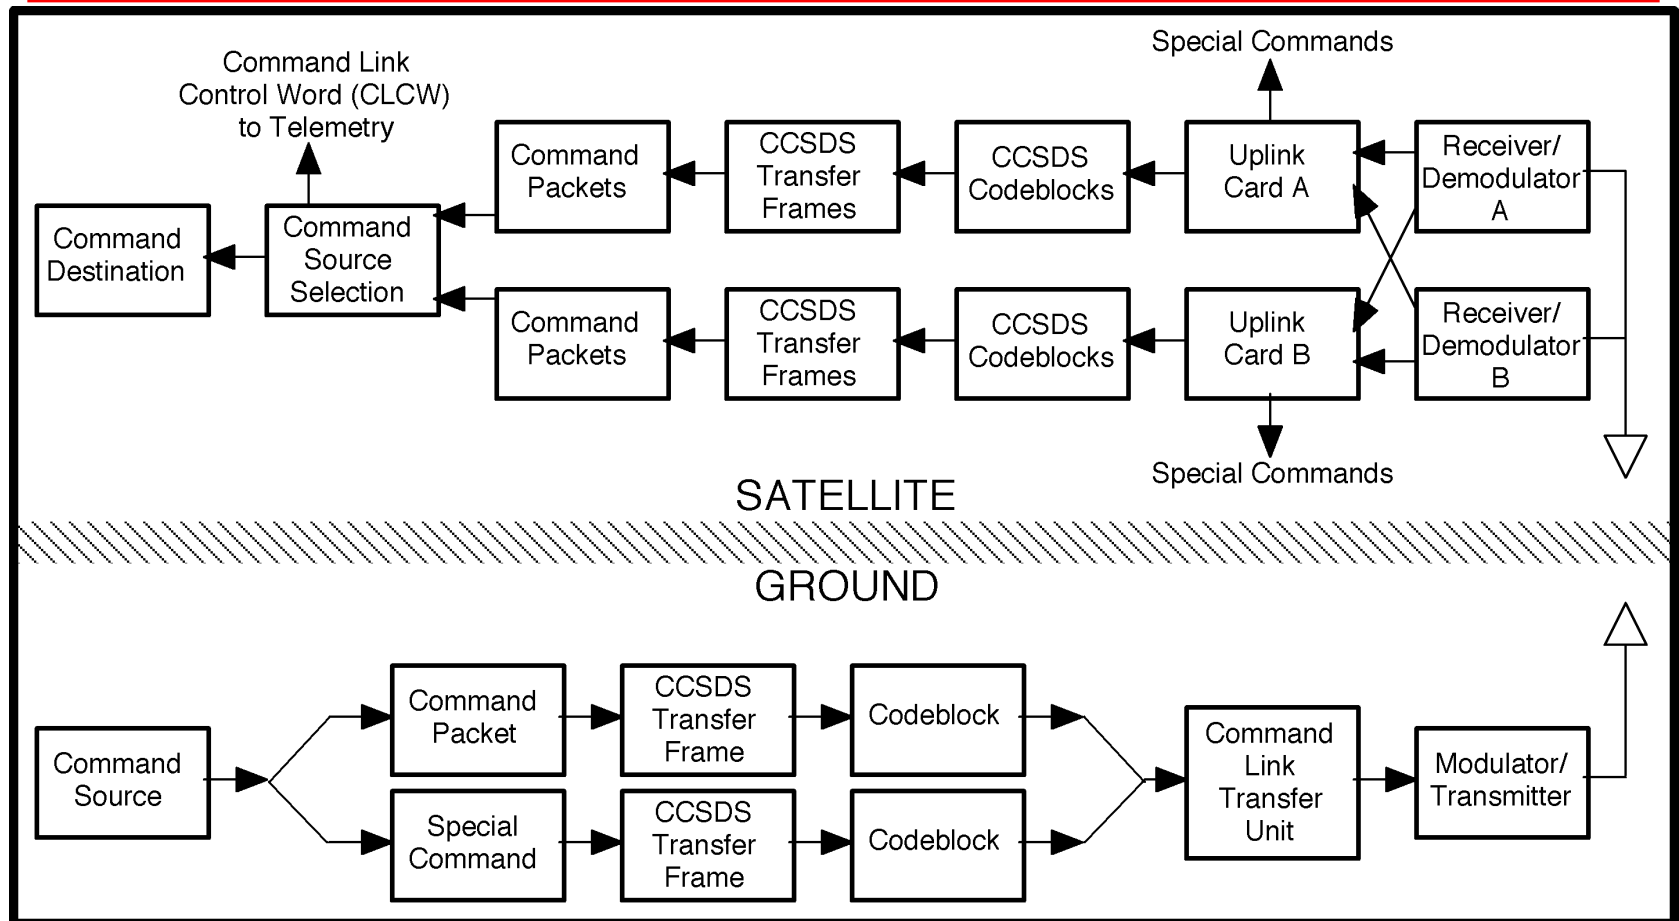 Special Commands
Command Link
Control Word (CLCW)
to Telemetry
Command
Packets
CCSDS
Transfer
Frames
CCSDS
Codeblocks
Uplink
Card A
Receiver/
Demodulator
A
Command
Destination
Command
Source
Selection
Command
Packets
CCSDS
Transfer
Frames
CCSDS
Codeblocks
Uplink
Card B
Receiver/
Demodulator
B
Special Commands
SATELLITE
GROUND
Command
Source
Command
Packet
CCSDS
Transfer
Frame
Codeblock
Special
Command
CCSDS
Transfer
Frame
Codeblock
Command
Link
Transfer
Unit
Modulator/
Transmitter